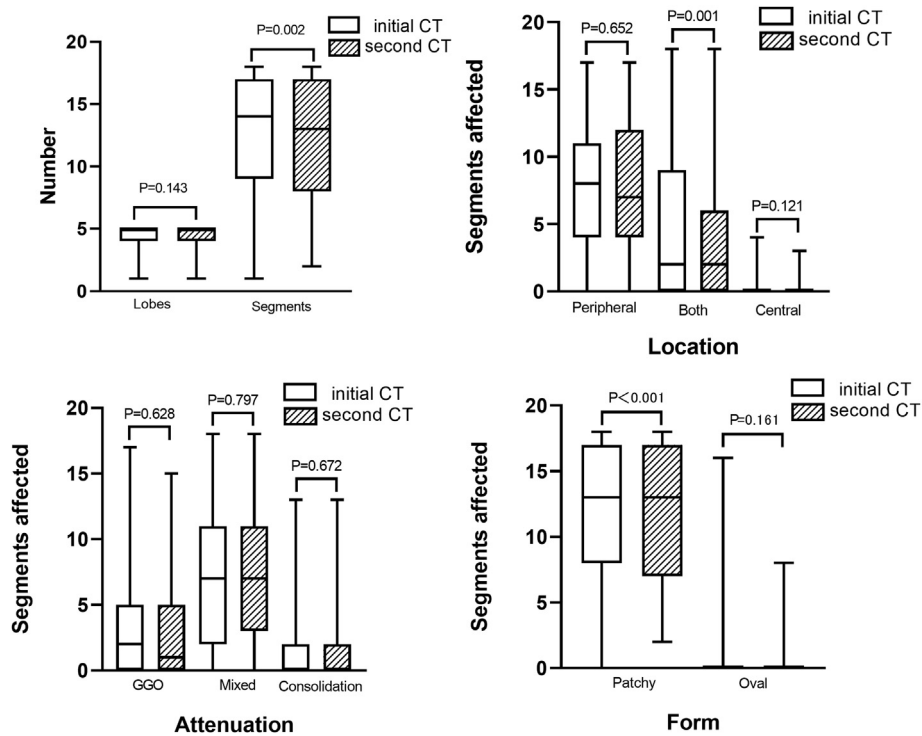 initial CT
second CT
P=0.002
P=0.143
Number
20
15
10
5
0
Lobes
Segments
initial CT
second CT
P=0.652
P=0.001
P=0.121
Segments affected
20
15
10
5
0
Peripheral
Both
Central
Location
initial CT
second CT
P=0.628
P=0.797
P=0.672
Segments affected
20
15
10
5
0
GGO
Mixed
Consolidation
Attenuation
initial CT
second CT
P<0.001
P=0.161
Segments affected
20
15
10
5
0
Patchy
Oval
Form